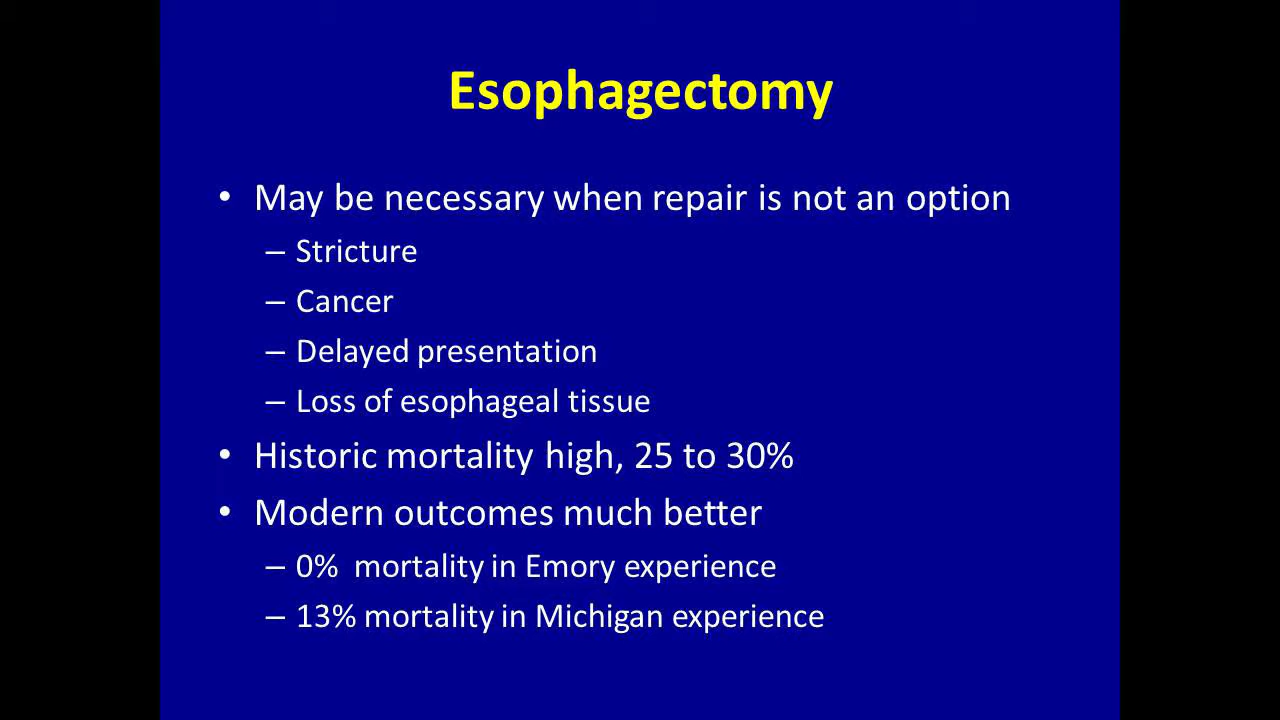 Esophagectomy
• May be necessary when repair is not an option
– Stricture
– Cancer
– Delayed presentation
– Loss of esophageal tissue
• Historic mortality high, 25 to 30%
• Modern outcomes much better
– 0%  mortality in Emory experience
– 13% mortality in Michigan experience